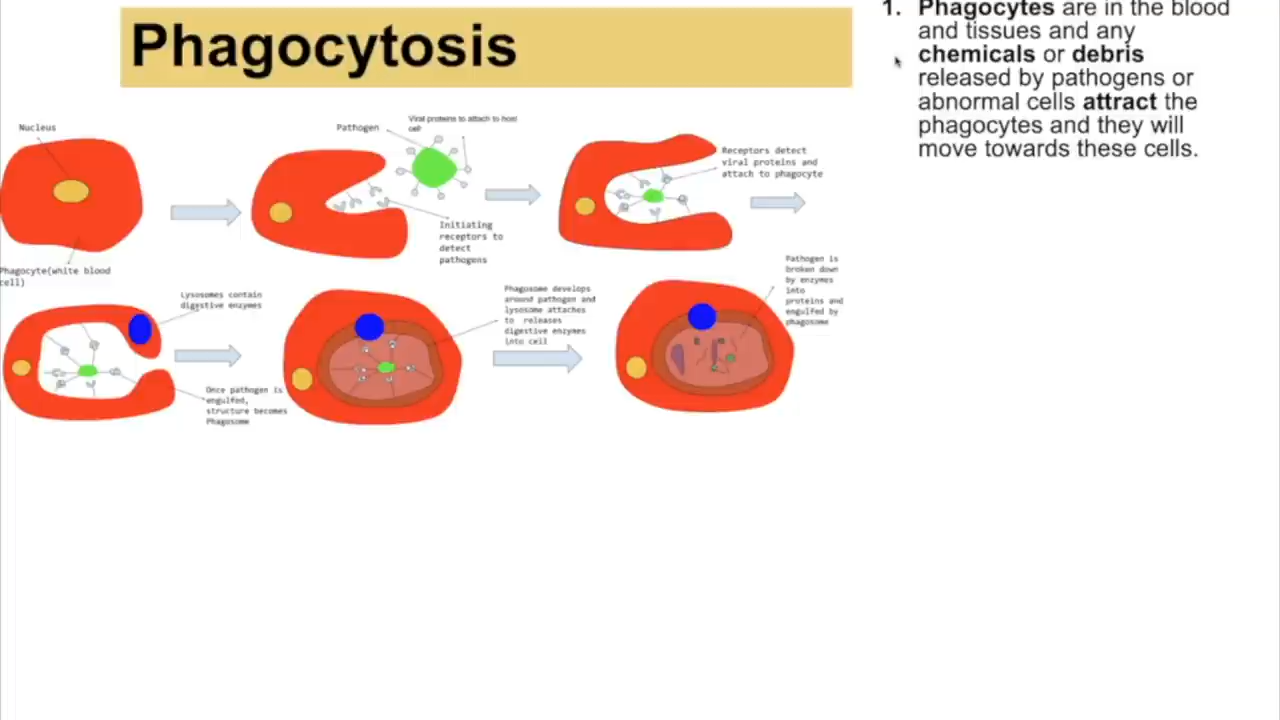 Phagocytosis
1. Phagocytes are in the blood
and tissues and any
chemicals or debris
released by pathogens or
abnormal cells attract the
phagocytes and they will
move towards these cells.
Nucleus
Phagocyte(white blood
cell)
Pathogen
Viral proteins to attach to host
cell
Initiating
receptors to
detect
pathogens
Receptors detect
viral proteins and
attach to phagocyte
Lysosomes contain
digestive enzymes
Once pathogen is
engulfed,
structure becomes
Phagosome
Phagosome develops
around pathogen and
lysosome attaches
to releases
digestive enzymes
into cell
Pathogen is
broken down
by enzymes
into
proteins and
engulfed by
phagosome